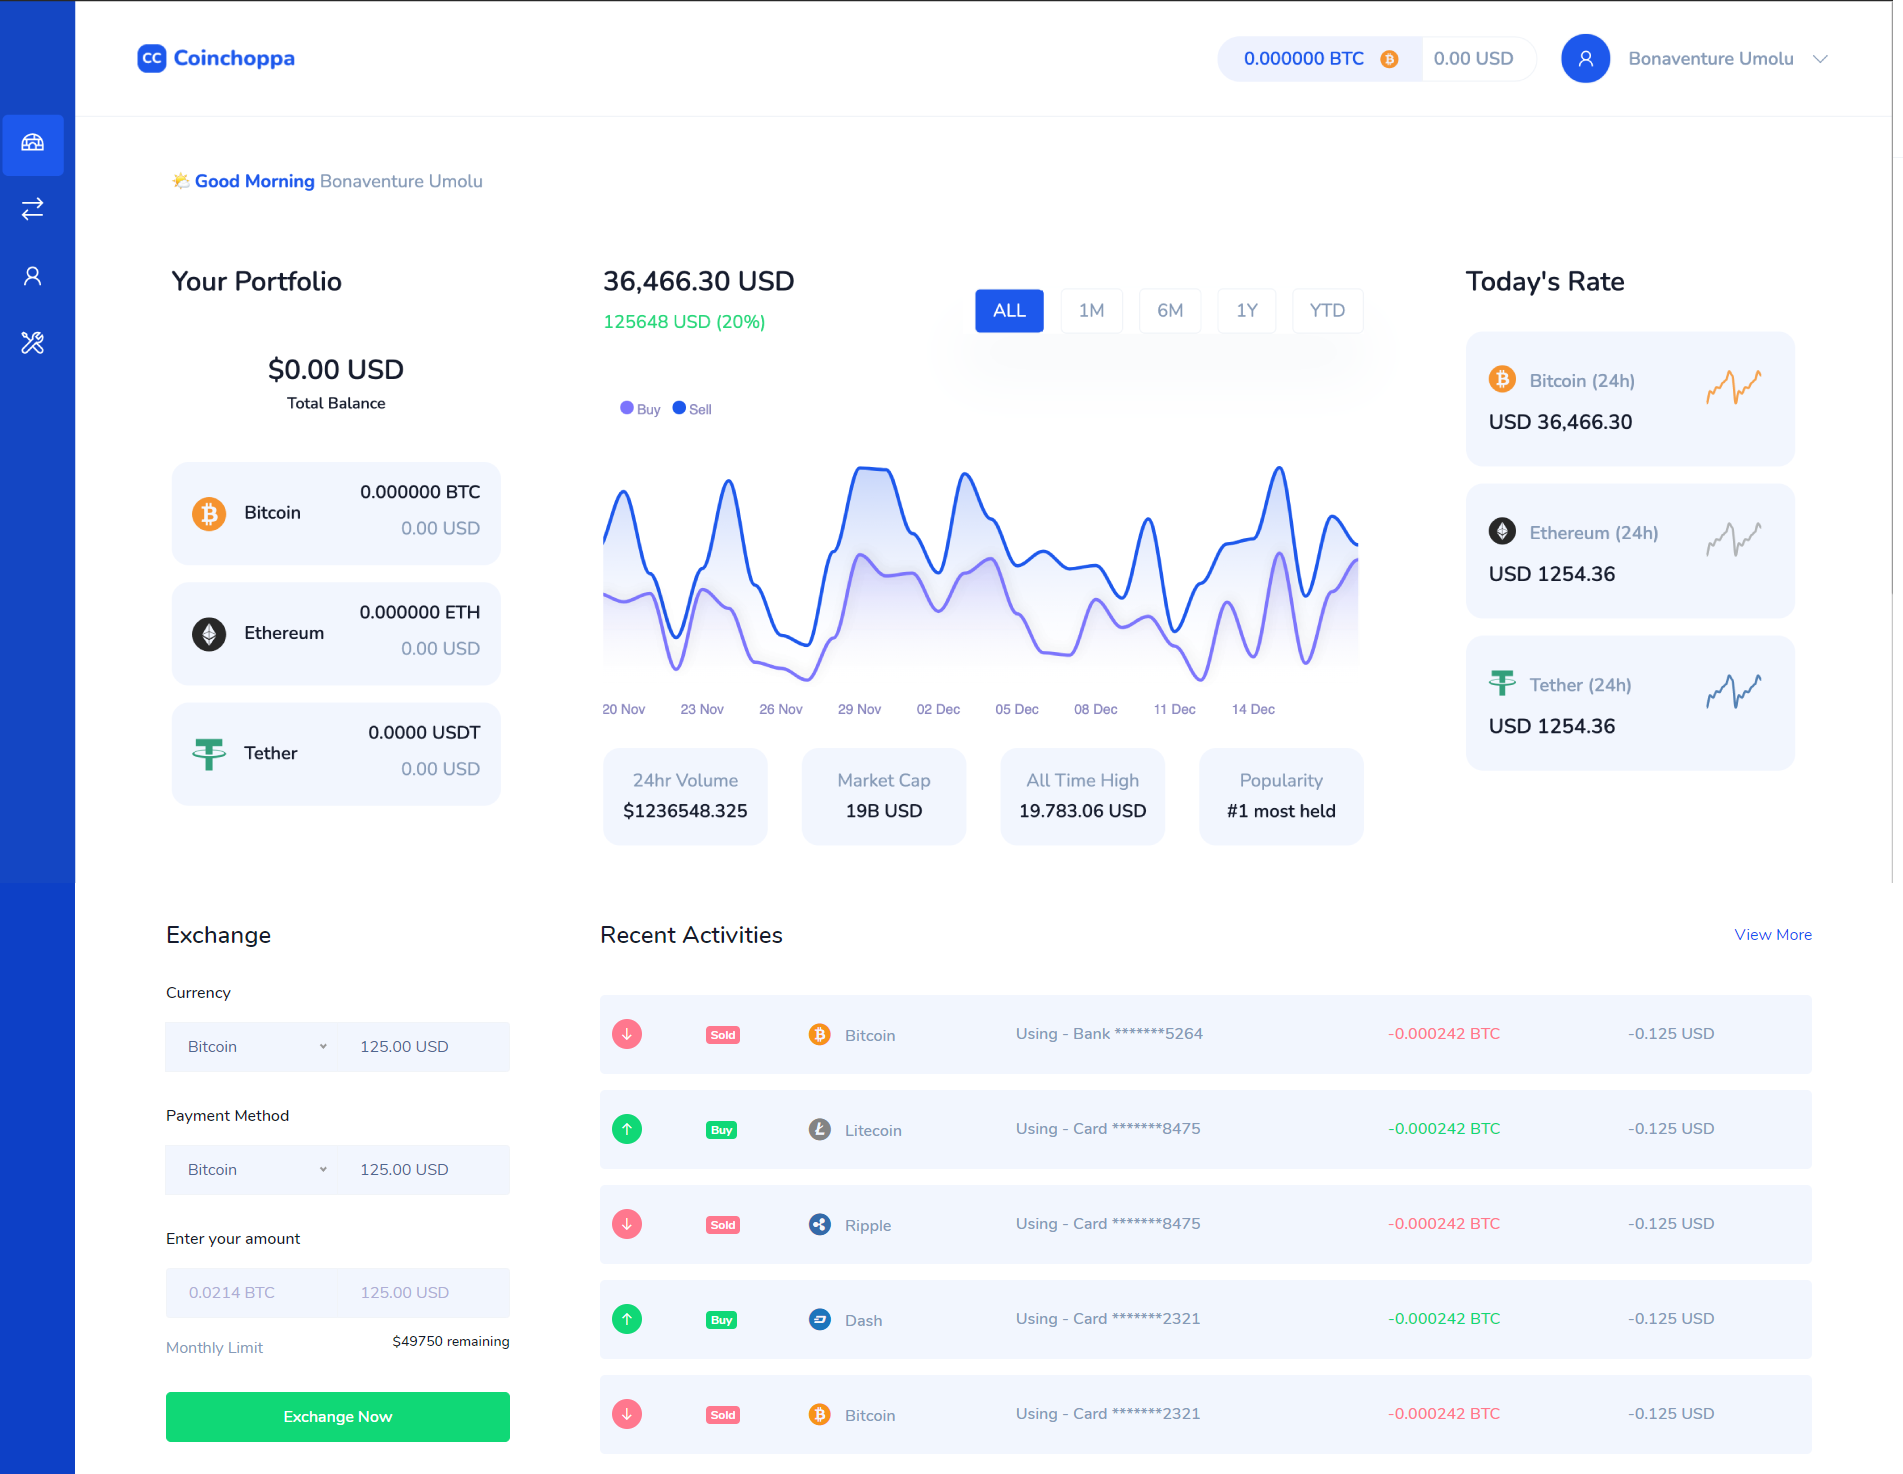 CC Coinchoppa
0.000000 BTC
0.00 USD
Bonaventure Umolu
Good Morning Bonaventure Umolu
Your Portfolio
$0.00 USD
Total Balance
Bitcoin
0.000000 BTC
0.00 USD
Ethereum
0.000000 ETH
0.00 USD
Tether
0.0000 USDT
0.00 USD
36,466.30 USD
125648 USD (20%)
ALL 1M 6M 1Y YTD
Buy Sell
20 Nov 23 Nov 26 Nov 29 Nov 02 Dec 05 Dec 08 Dec 11 Dec 14 Dec
24hr Volume
$1236548.325
Market Cap
19B USD
All Time High
19.783.06 USD
Popularity
#1 most held
Today's Rate
Bitcoin (24h)
USD 36,466.30
Ethereum (24h)
USD 1254.36
Tether (24h)
USD 1254.36
Exchange
Currency
Bitcoin 125.00 USD
Payment Method
Bitcoin 125.00 USD
Enter your amount
0.0214 BTC 125.00 USD
Monthly Limit $49750 remaining
Exchange Now
Recent Activities
View More
Sold Bitcoin Using - Bank *******5264 -0.000242 BTC -0.125 USD
Buy Litecoin Using - Card *******8475 -0.000242 BTC -0.125 USD
Sold Ripple Using - Card *******8475 -0.000242 BTC -0.125 USD
Buy Dash Using - Card *******2321 -0.000242 BTC -0.125 USD
Sold Bitcoin Using - Card *******2321 -0.000242 BTC -0.125 USD